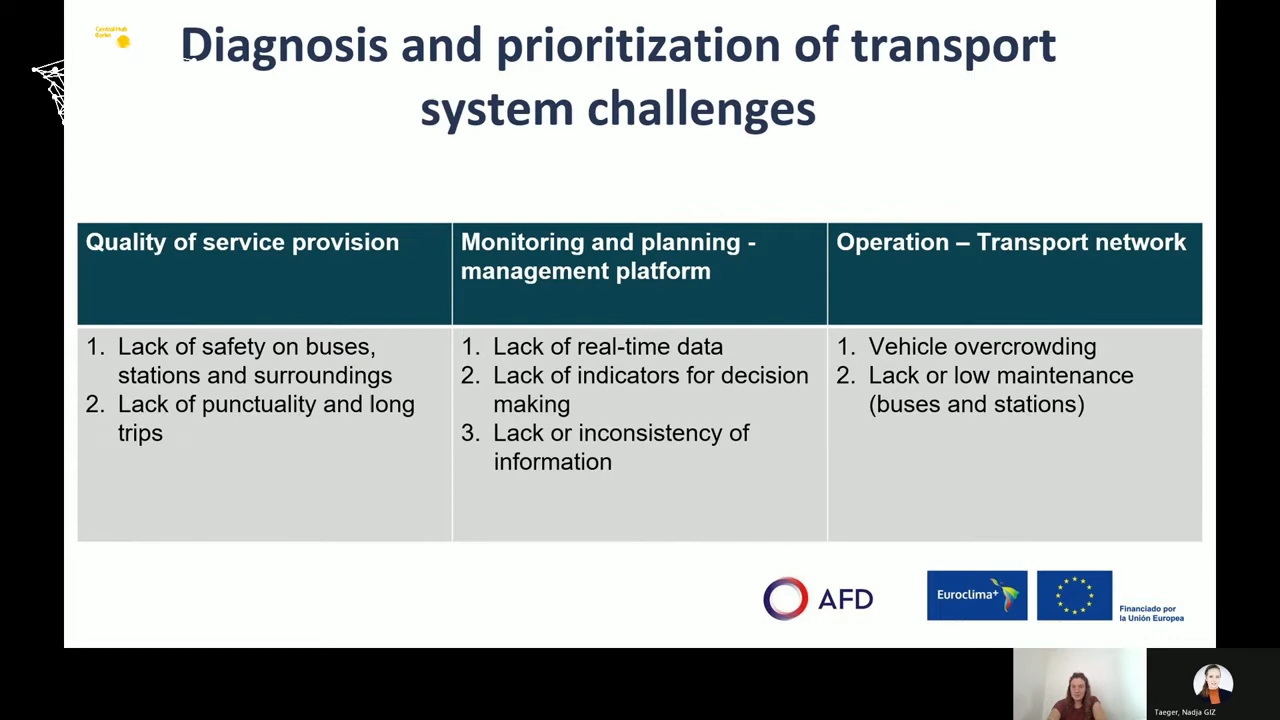 Central Hub
Diagnosis and prioritization of transport
system challenges
Quality of service provision
Monitoring and planning -
management platform
Operation – Transport network
1. Lack of safety on buses,
stations and surroundings
2. Lack of punctuality and long
trips
1. Lack of real-time data
2. Lack of indicators for decision
making
3. Lack or inconsistency of
information
1. Vehicle overcrowding
2. Lack or low maintenance
(buses and stations)
AFD
Euroclima+
Financiado por
la Unión Europea
Taeger, Nadja GIZ